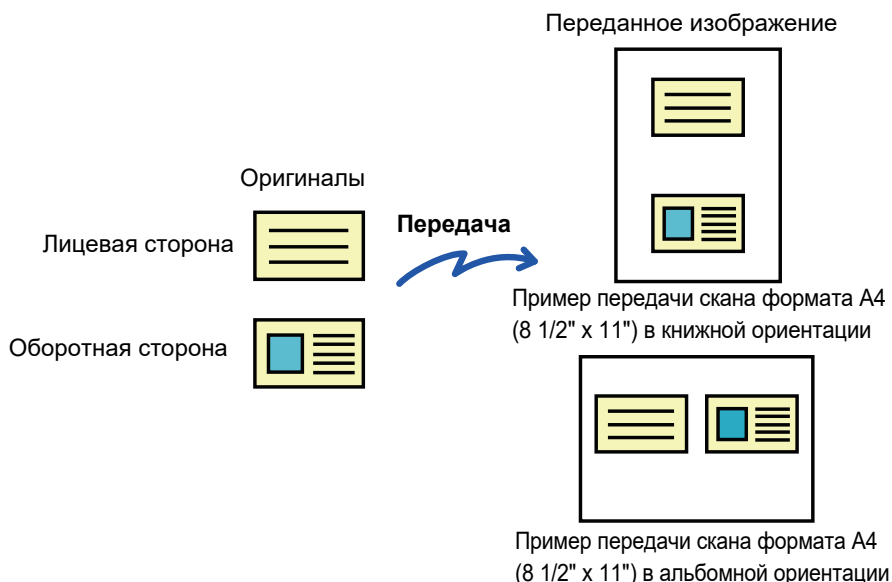 Переданное изображение
Оригиналы
Лицевая сторона
Передача
Оборотная сторона
Пример передачи скана формата A4
(8 1/2" x 11") в книжной ориентации
Пример передачи скана формата A4
(8 1/2" x 11") в альбомной ориентации